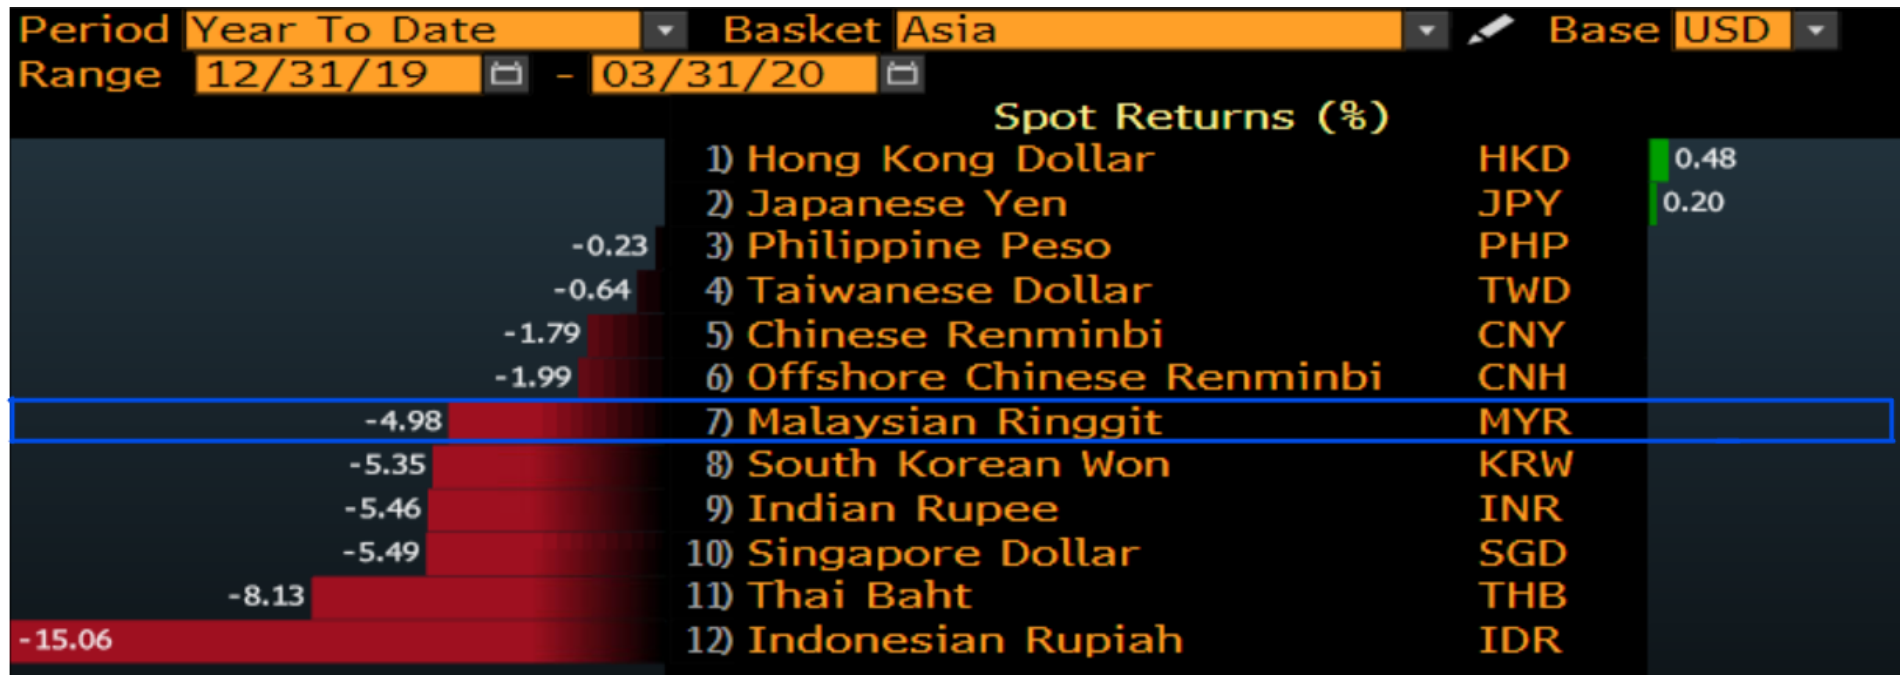 Period Year To Date Basket Asia Base USD
Range 12/31/19 - 03/31/20
Spot Returns (%)
1) Hong Kong Dollar HKD 0.48
2) Japanese Yen JPY 0.20
-0.23 3) Philippine Peso PHP
-0.64 4) Taiwanese Dollar TWD
-1.79 5) Chinese Renminbi CNY
-1.99 6) Offshore Chinese Renminbi CNH
-4.98 7) Malaysian Ringgit MYR
-5.35 8) South Korean Won KRW
-5.46 9) Indian Rupee INR
-5.49 10) Singapore Dollar SGD
-8.13 11) Thai Baht THB
-15.06 12) Indonesian Rupiah IDR